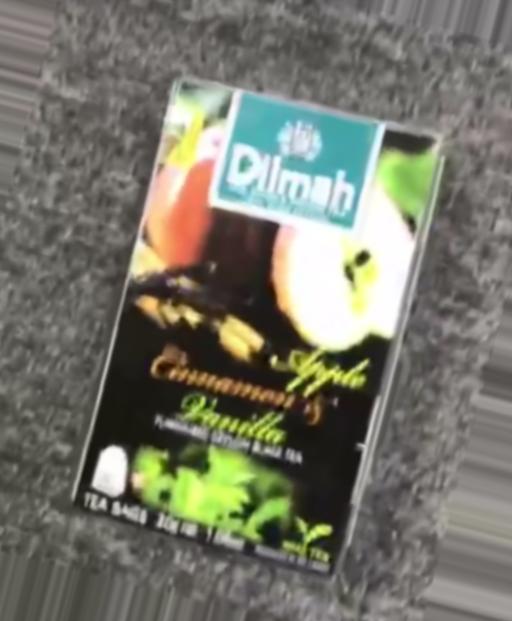 Dilmah
Apple
Cinnamon &
Vanilla
FLAVOURED CEYLON BLACK TEA
TEA BAGS